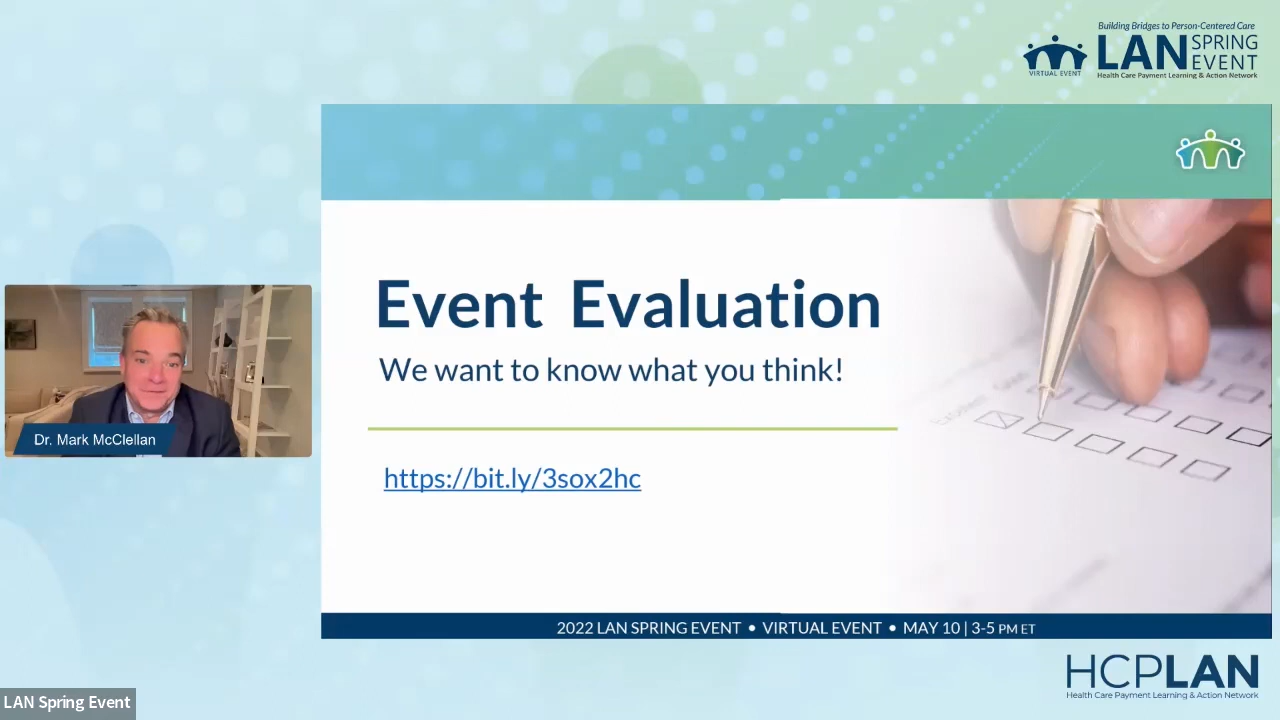 Building Bridges to Person-Centered Care
LAN SPRING EVENT
VIRTUAL EVENT
Health Care Payment Learning & Action Network
Event Evaluation
We want to know what you think!
https://bit.ly/3sox2hc
Good
Excellent
Dr. Mark McClellan
2022 LAN SPRING EVENT • VIRTUAL EVENT • MAY 10 | 3-5 PM ET
HCPLAN
Health Care Payment Learning & Action Network
LAN Spring Event